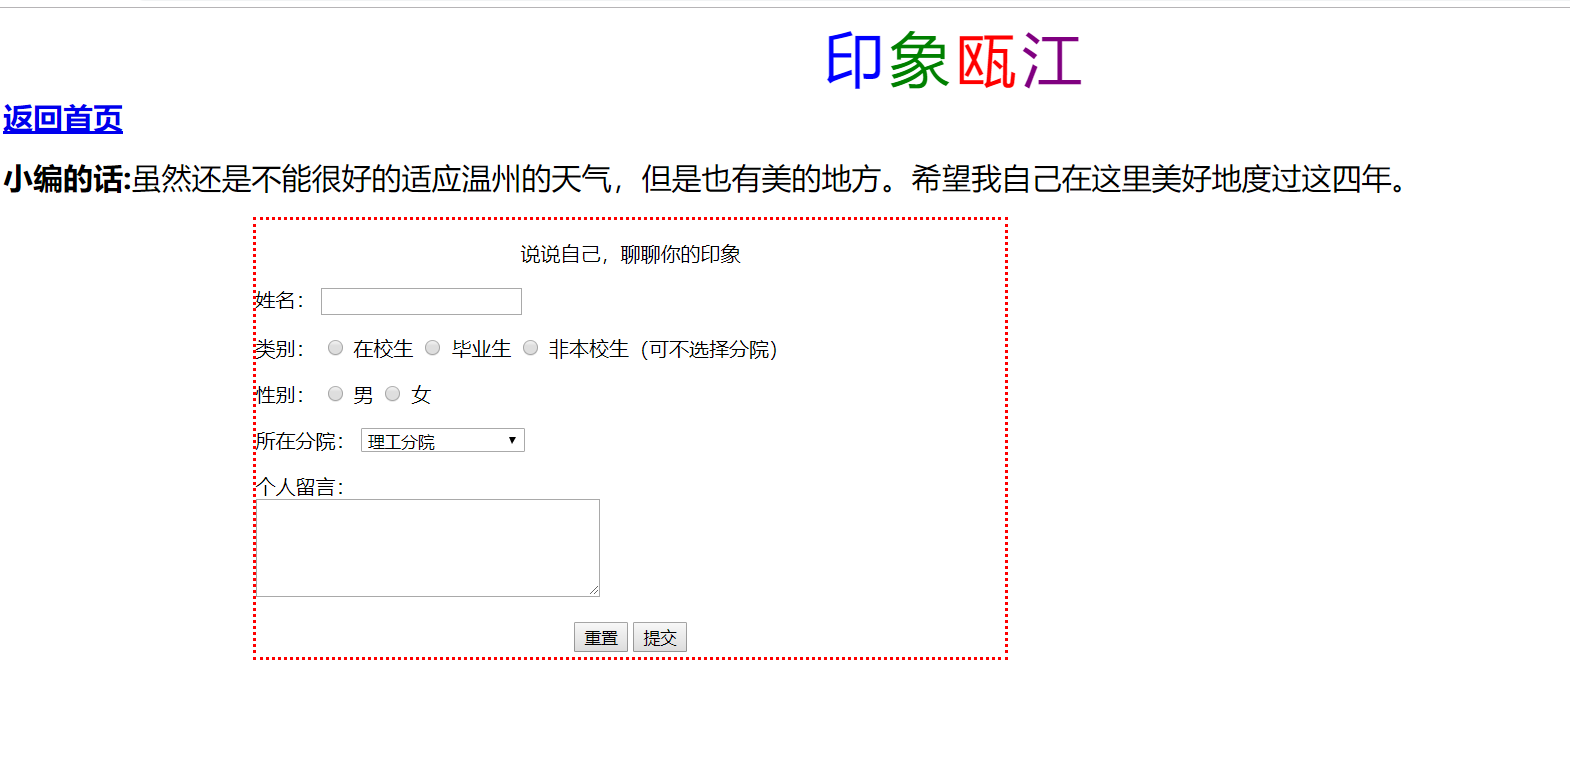 印象瓯江
返回首页
小编的话:虽然还是不能很好的适应温州的天气，但是也有美的地方。希望我自己在这里美好地度过这四年。
说说自己，聊聊你的印象
姓名：
类别： 在校生 毕业生 非本校生（可不选择分院）
性别： 男 女
所在分院： 理工分院
个人留言：
重置 提交